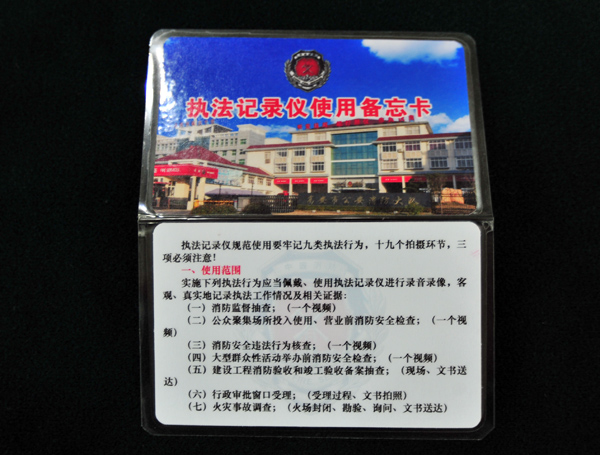 执法记录仪使用备忘卡
执法记录仪规范使用要牢记九类执法行为，十九个拍摄环节，三
项必须注意！
一、使用范围
实施下列执法行为应当佩戴、使用执法记录仪进行录音录像，客
观、真实地记录执法工作情况及相关证据：
（一）消防监督抽查；（一个视频）
（二）公众聚集场所投入使用、营业前消防安全检查；（一个视
频）
（三）消防安全违法行为核查；（一个视频）
（四）大型群众性活动举办前消防安全检查；（一个视频）
（五）建设工程消防验收和竣工验收备案抽查；（现场、文书送
达）
（六）行政审批窗口受理；（受理过程、文书拍照）
（七）火灾事故调查；（火场封闭、勘验、询问、文书送达）